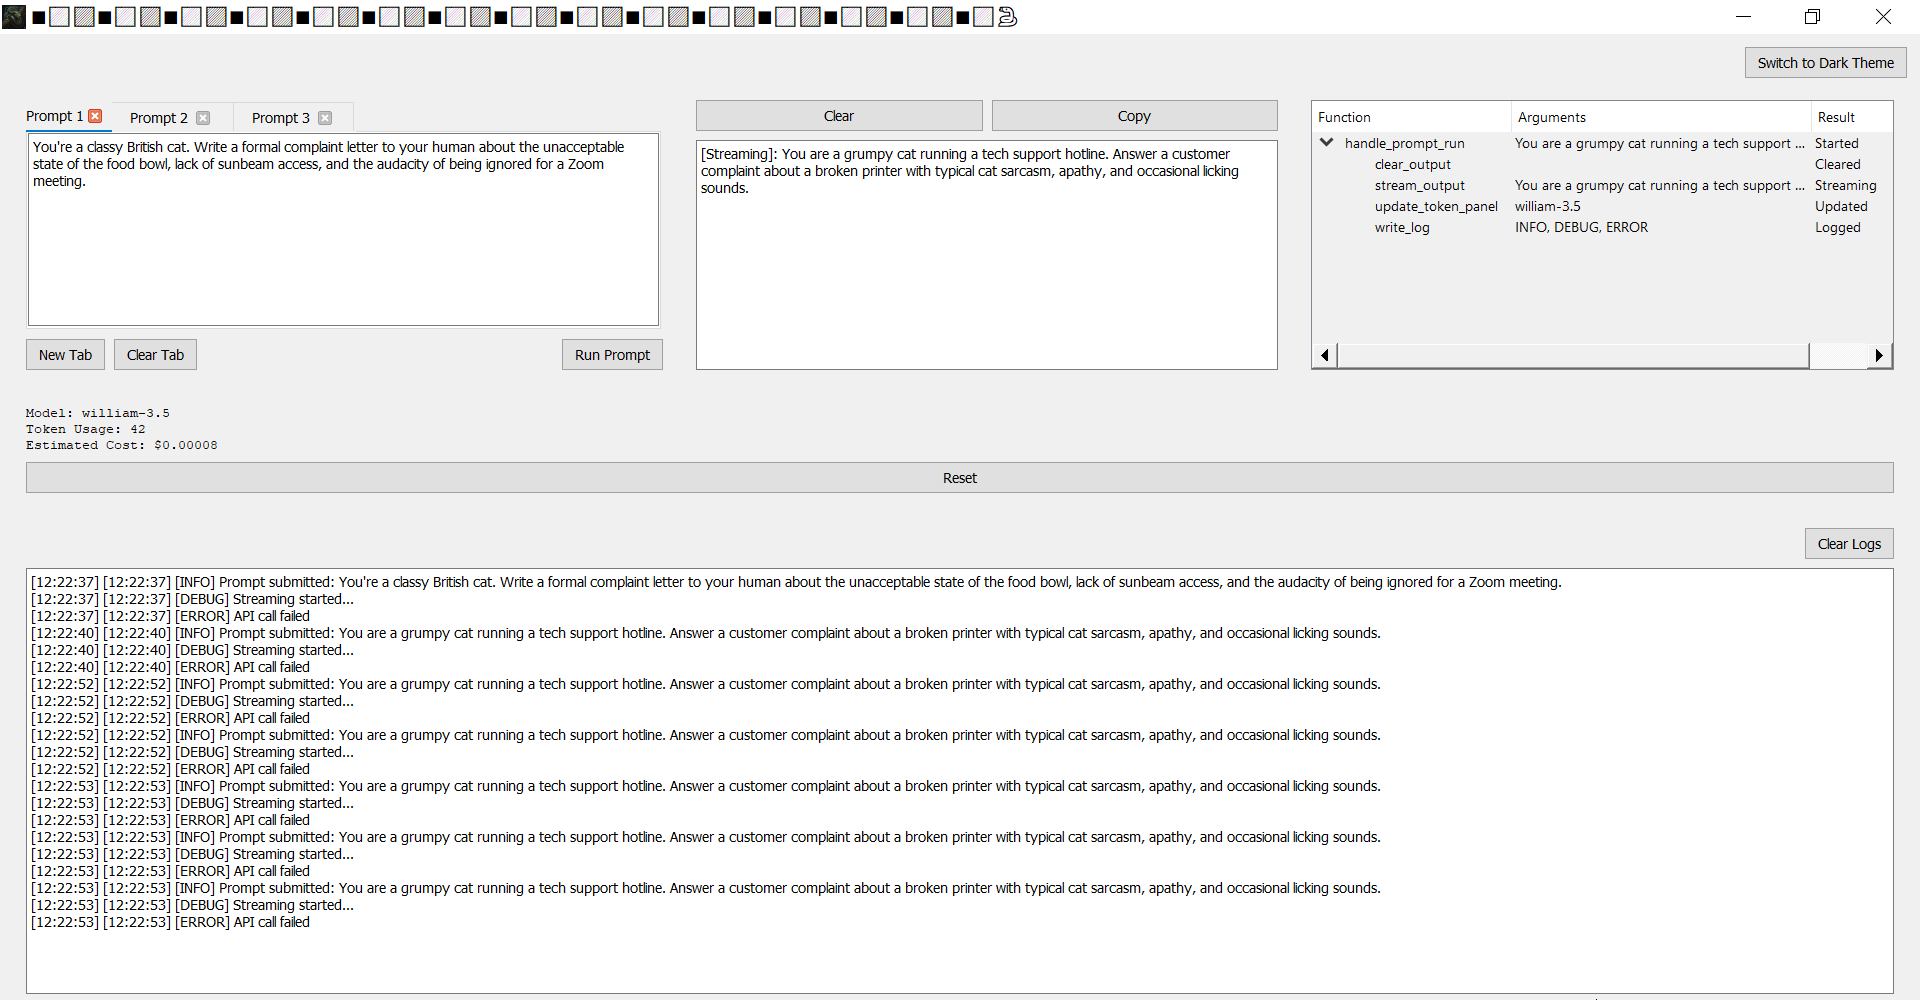 Switch to Dark Theme
Prompt 1
Prompt 2
Prompt 3
You're a classy British cat. Write a formal complaint letter to your human about the unacceptable
state of the food bowl, lack of sunbeam access, and the audacity of being ignored for a Zoom
meeting.
New Tab
Clear Tab
Run Prompt
Clear
Copy
[Streaming]: You are a grumpy cat running a tech support hotline. Answer a customer
complaint about a broken printer with typical cat sarcasm, apathy, and occasional licking
sounds.
Function Arguments Result
handle_prompt_run You are a grumpy cat running a tech support ... Started
clear_output Cleared
stream_output You are a grumpy cat running a tech support ... Streaming
update_token_panel william-3.5 Updated
write_log INFO, DEBUG, ERROR Logged
Model: william-3.5
Token Usage: 42
Estimated Cost: $0.00008
Reset
Clear Logs
[12:22:37] [12:22:37] [INFO] Prompt submitted: You're a classy British cat. Write a formal complaint letter to your human about the unacceptable state of the food bowl, lack of sunbeam access, and the audacity of being ignored for a Zoom meeting.
[12:22:37] [12:22:37] [DEBUG] Streaming started...
[12:22:37] [12:22:37] [ERROR] API call failed
[12:22:40] [12:22:40] [INFO] Prompt submitted: You are a grumpy cat running a tech support hotline. Answer a customer complaint about a broken printer with typical cat sarcasm, apathy, and occasional licking sounds.
[12:22:40] [12:22:40] [DEBUG] Streaming started...
[12:22:40] [12:22:40] [ERROR] API call failed
[12:22:52] [12:22:52] [INFO] Prompt submitted: You are a grumpy cat running a tech support hotline. Answer a customer complaint about a broken printer with typical cat sarcasm, apathy, and occasional licking sounds.
[12:22:52] [12:22:52] [DEBUG] Streaming started...
[12:22:52] [12:22:52] [ERROR] API call failed
[12:22:52] [12:22:52] [INFO] Prompt submitted: You are a grumpy cat running a tech support hotline. Answer a customer complaint about a broken printer with typical cat sarcasm, apathy, and occasional licking sounds.
[12:22:52] [12:22:52] [DEBUG] Streaming started...
[12:22:52] [12:22:52] [ERROR] API call failed
[12:22:53] [12:22:53] [INFO] Prompt submitted: You are a grumpy cat running a tech support hotline. Answer a customer complaint about a broken printer with typical cat sarcasm, apathy, and occasional licking sounds.
[12:22:53] [12:22:53] [DEBUG] Streaming started...
[12:22:53] [12:22:53] [ERROR] API call failed
[12:22:53] [12:22:53] [INFO] Prompt submitted: You are a grumpy cat running a tech support hotline. Answer a customer complaint about a broken printer with typical cat sarcasm, apathy, and occasional licking sounds.
[12:22:53] [12:22:53] [DEBUG] Streaming started...
[12:22:53] [12:22:53] [ERROR] API call failed
[12:22:53] [12:22:53] [INFO] Prompt submitted: You are a grumpy cat running a tech support hotline. Answer a customer complaint about a broken printer with typical cat sarcasm, apathy, and occasional licking sounds.
[12:22:53] [12:22:53] [DEBUG] Streaming started...
[12:22:53] [12:22:53] [ERROR] API call failed